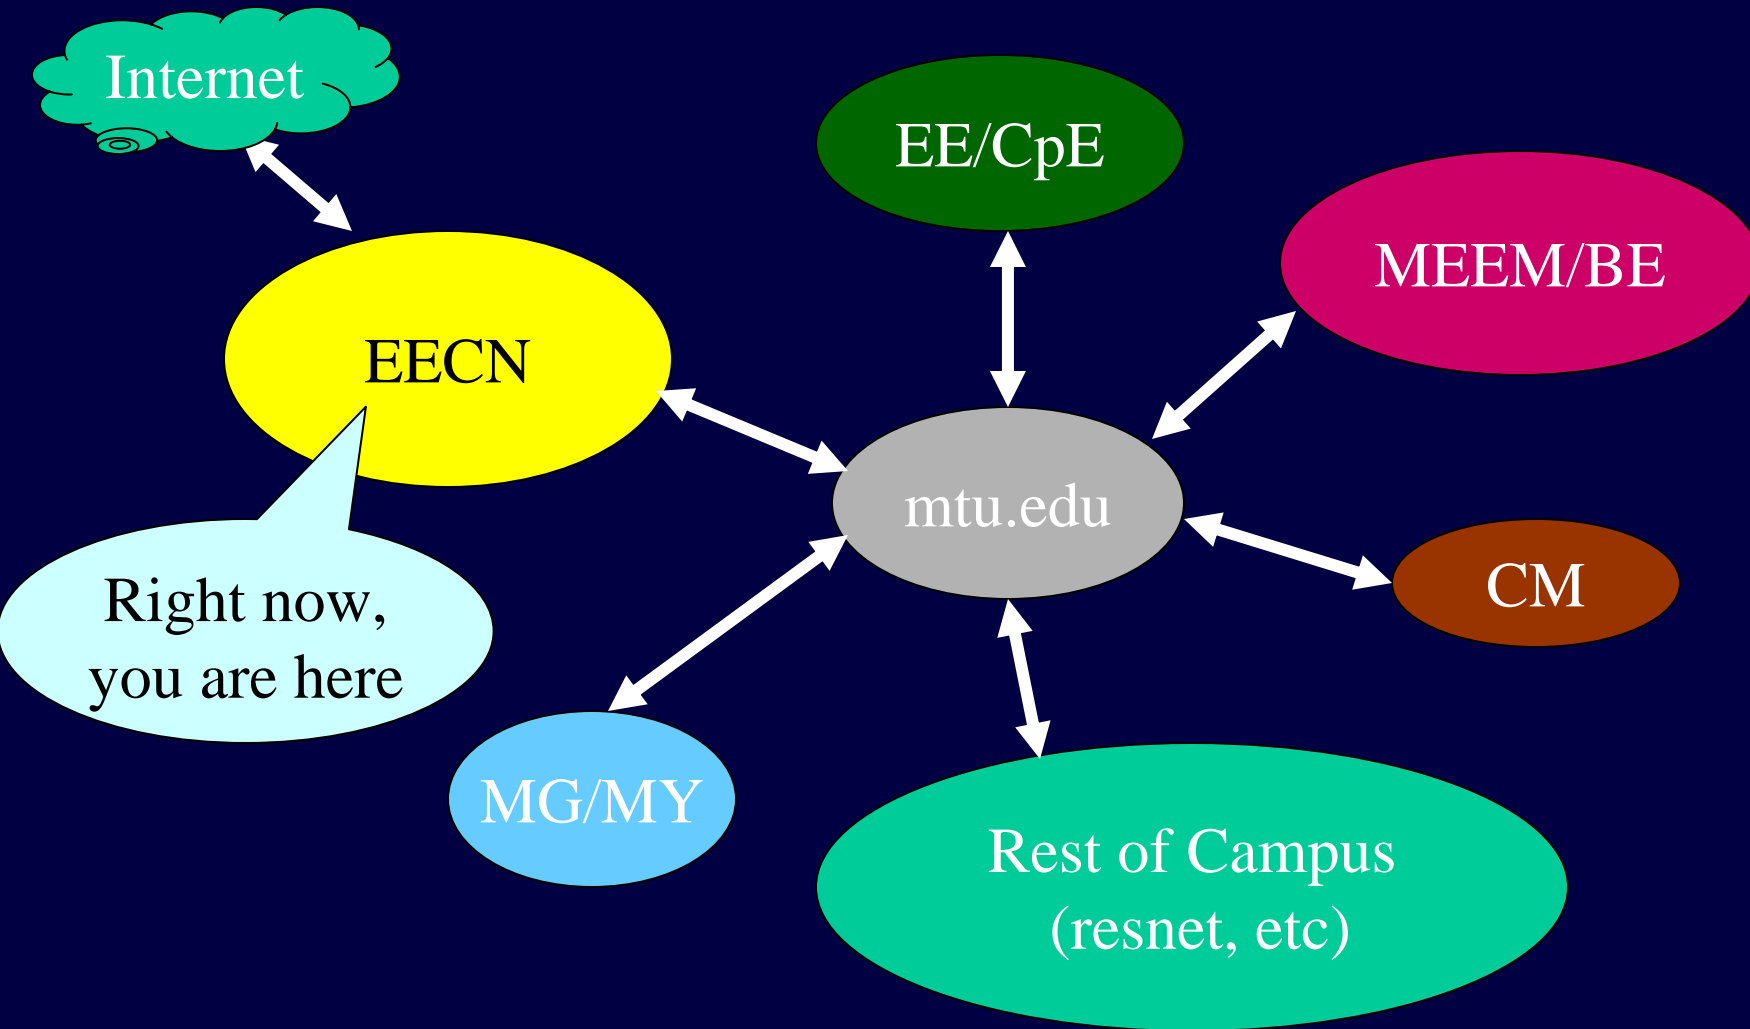 Internet
EE/CpE
MEEM/BE
EECN
mtu.edu
CM
Right now,
you are here
MG/MY
Rest of Campus
(resnet, etc)